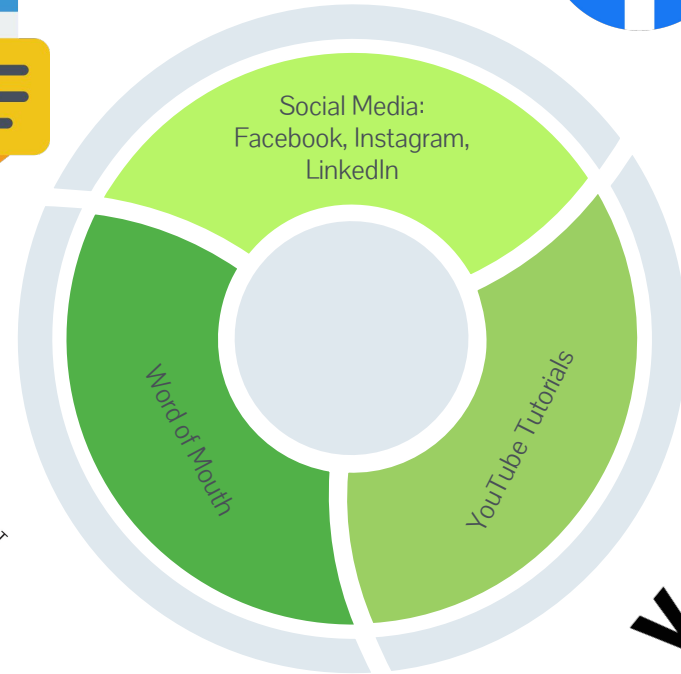 Social Media:
Facebook, Instagram,
LinkedIn
YouTube Tutorials
Word of Mouth